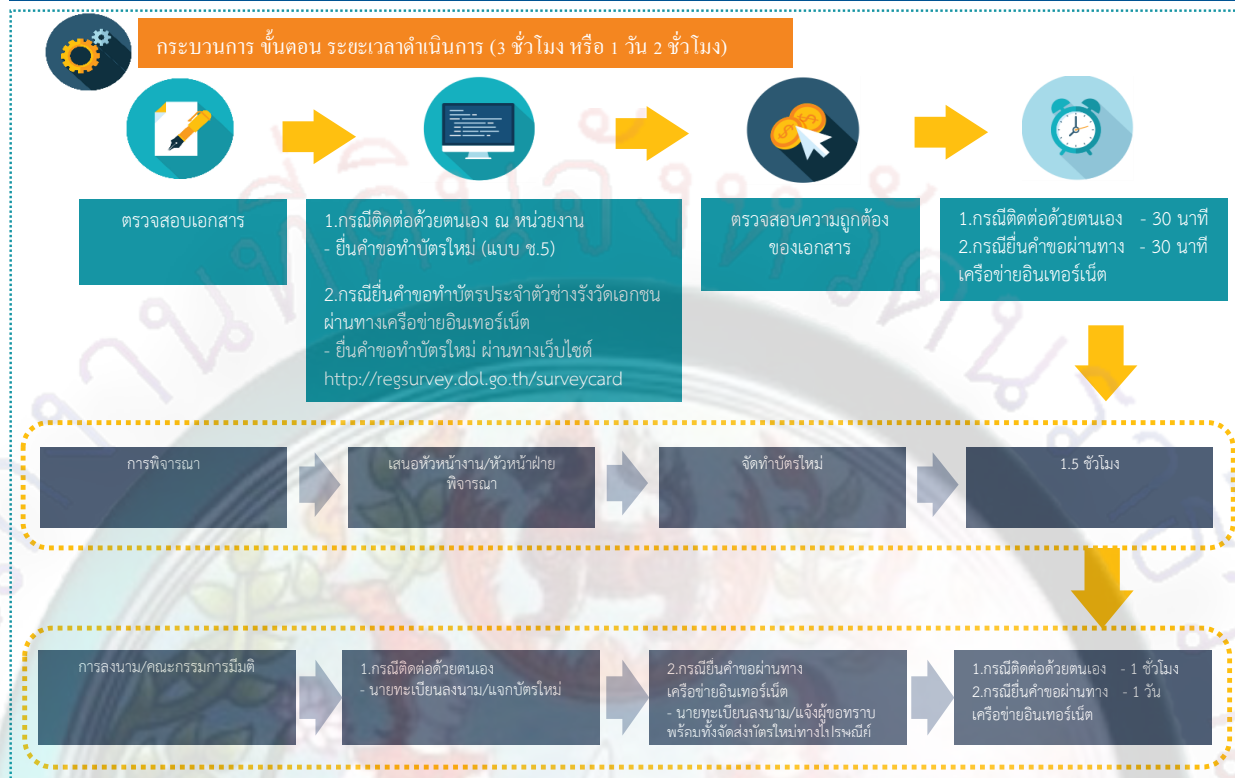 กระบวนการ ขั้นตอน ระยะเวลาดำเนินการ (3 ชั่วโมง หรือ 1 วัน 2 ชั่วโมง)
ตรวจสอบเอกสาร
1.กรณีติดต่อด้วยตนเอง ณ หน่วยงาน
- ยื่นคำขอทำบัตรใหม่ (แบบ ช.5)
2.กรณียื่นคำขอทำบัตรประจำตัวช่างรังวัดเอกชน
ผ่านทางเครือข่ายอินเทอร์เน็ต
- ยื่นคำขอทำบัตรใหม่ ผ่านทางเว็บไซต์
http://regsurvey.dol.go.th/surveycard
ตรวจสอบความถูกต้อง
ของเอกสาร
1.กรณีติดต่อด้วยตนเอง - 30 นาที
2.กรณียื่นคำขอผ่านทาง - 30 นาที
เครือข่ายอินเทอร์เน็ต
การพิจารณา
เสนอหัวหน้างาน/หัวหน้าฝ่าย
พิจารณา
จัดทำบัตรใหม่
1.5 ชั่วโมง
การลงนาม/คณะกรรมการมีมติ
1.กรณีติดต่อด้วยตนเอง
- นายทะเบียนลงนาม/แจกบัตรใหม่
2.กรณียื่นคำขอผ่านทาง
เครือข่ายอินเทอร์เน็ต
- นายทะเบียนลงนาม/แจ้งผู้ขอทราบ
พร้อมทั้งจัดส่งบัตรใหม่ทางไปรษณีย์
1.กรณีติดต่อด้วยตนเอง - 1 ชั่วโมง
2.กรณียื่นคำขอผ่านทาง - 1 วัน
เครือข่ายอินเทอร์เน็ต